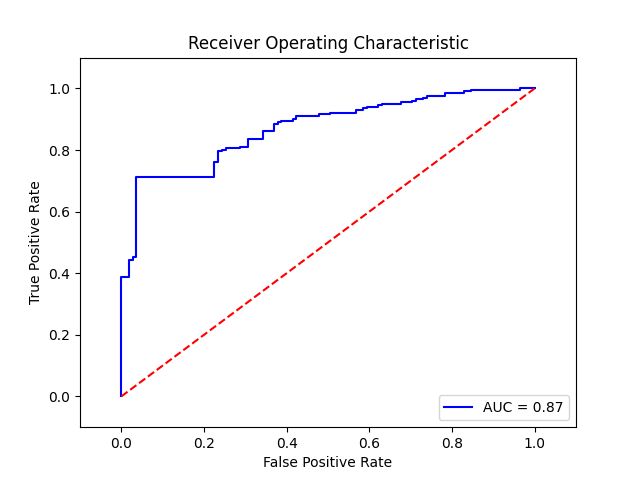 Receiver Operating Characteristic
True Positive Rate
1.0
0.8
0.6
0.4
0.2
0.0
AUC = 0.87
0.0 0.2 0.4 0.6 0.8 1.0
False Positive Rate